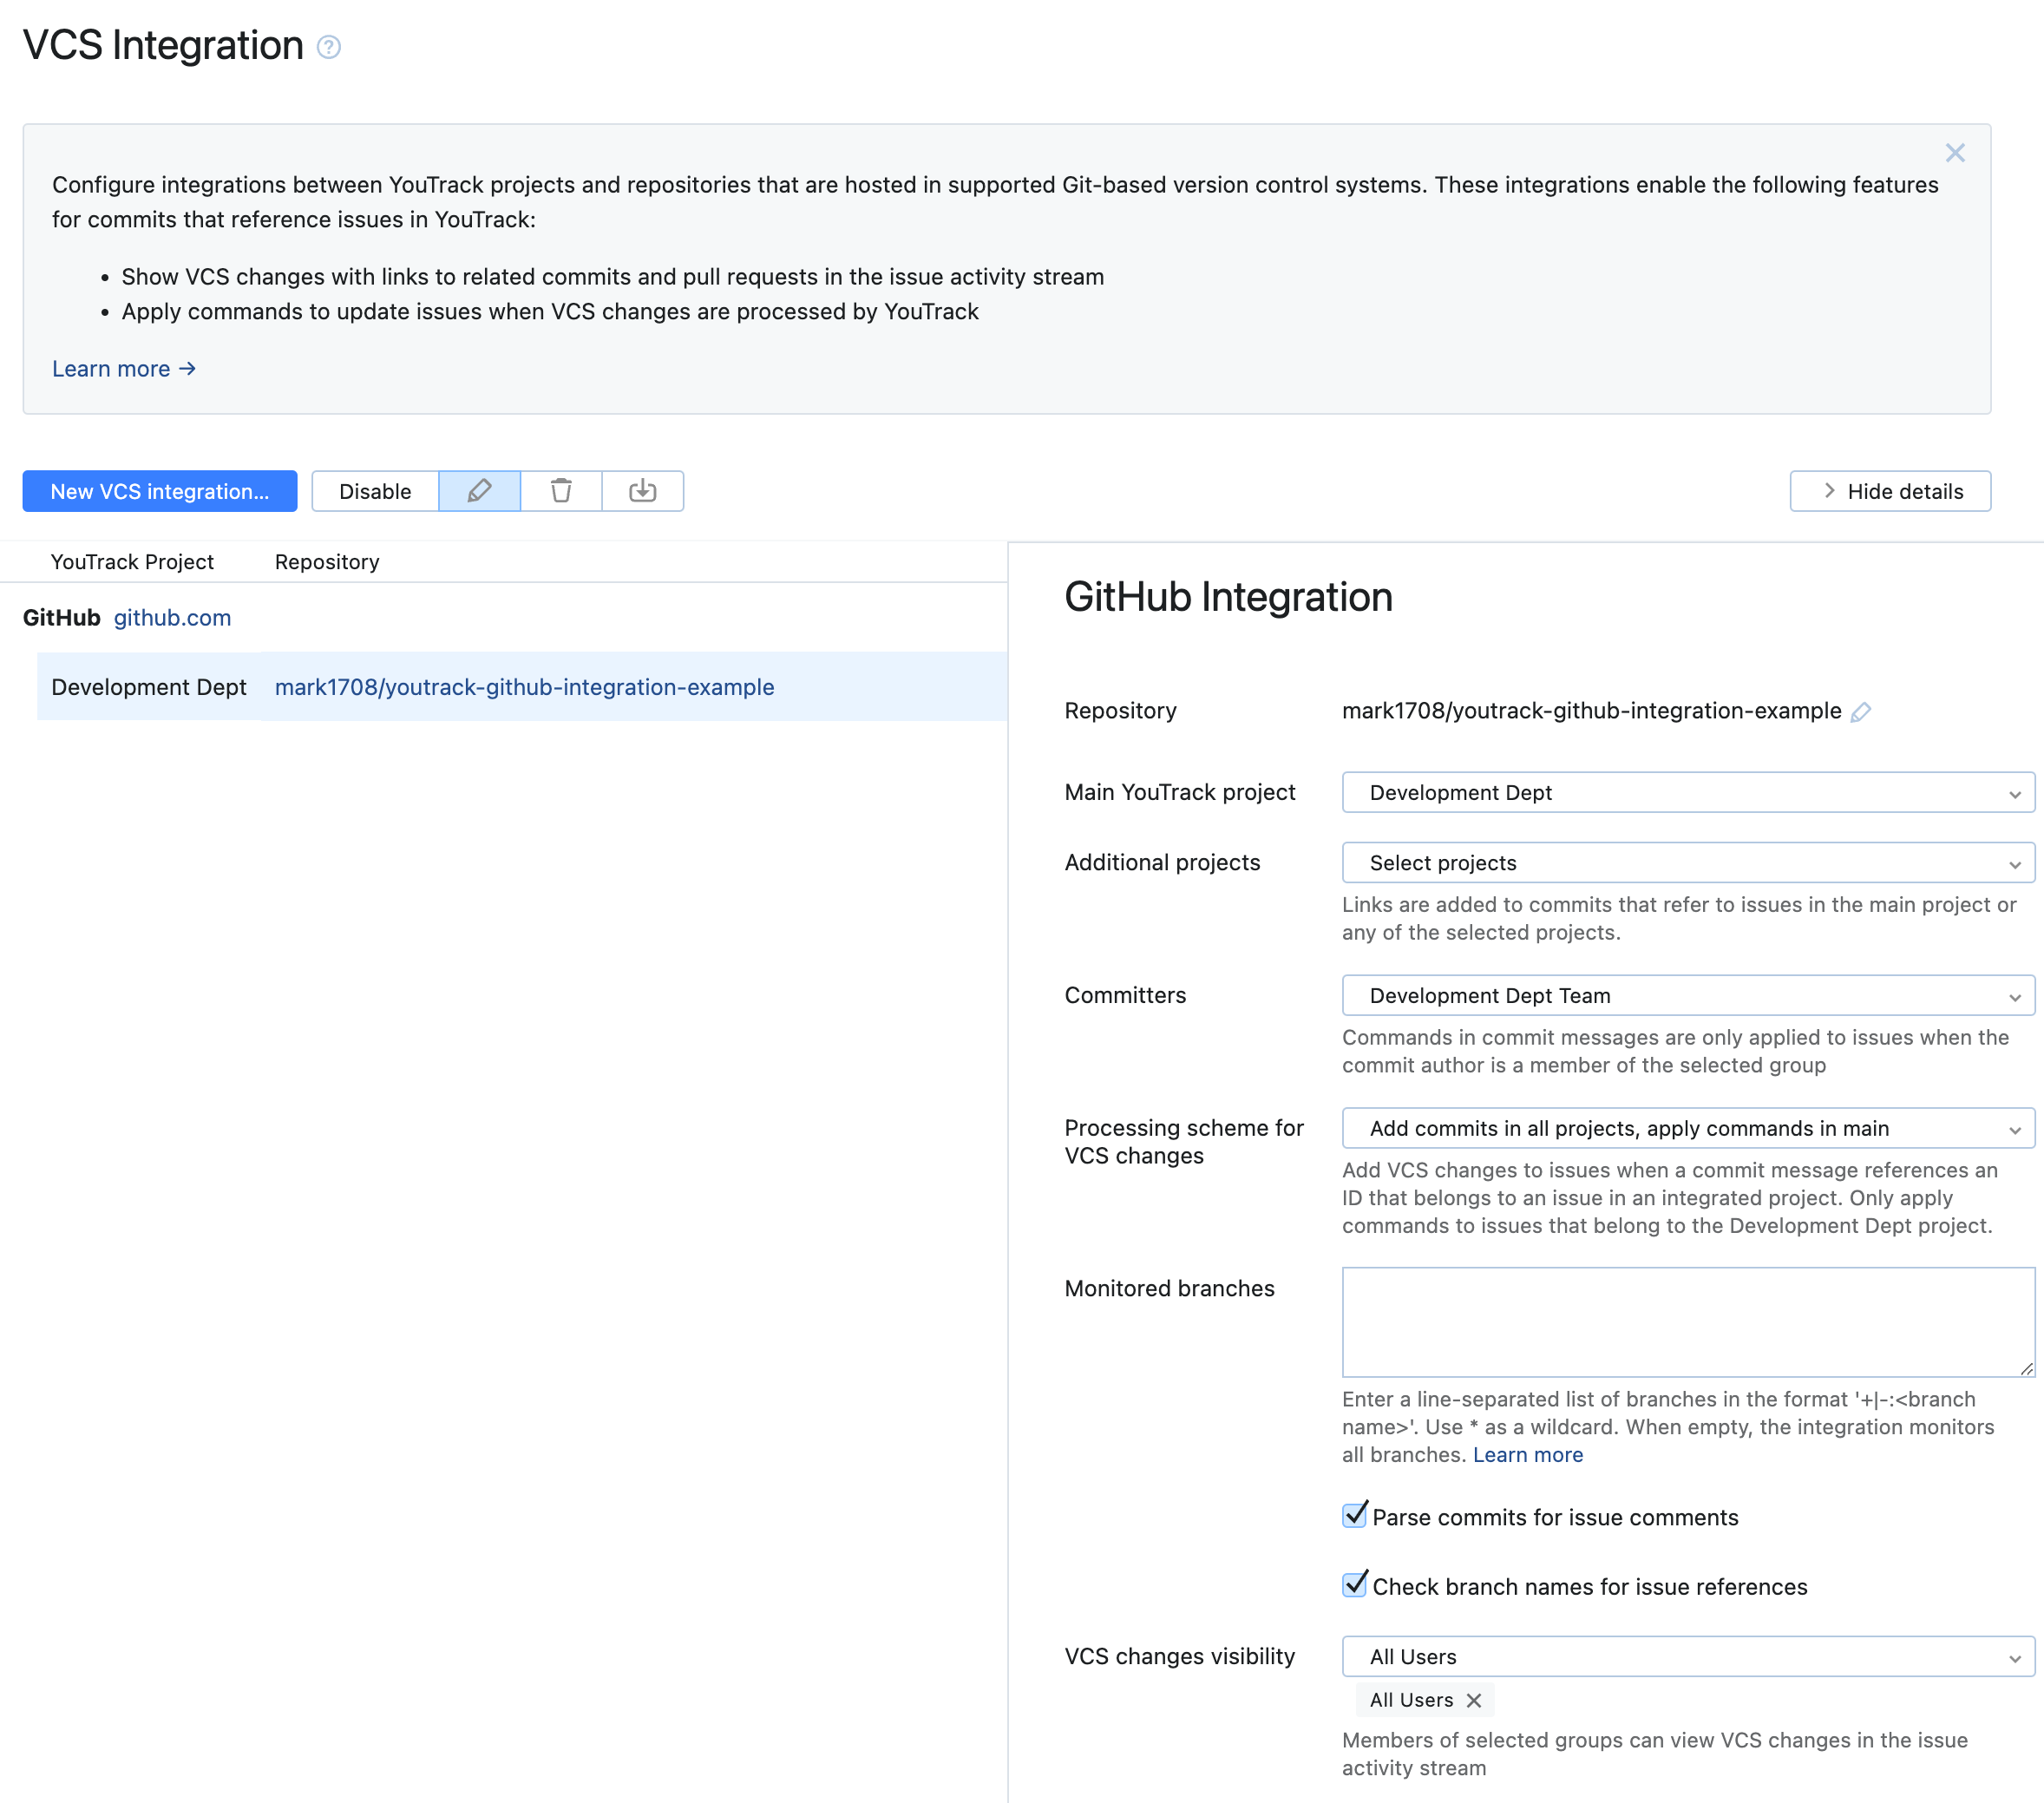 VCS Integration ?
Configure integrations between YouTrack projects and repositories that are hosted in supported Git-based version control systems. These integrations enable the following features
for commits that reference issues in YouTrack:
• Show VCS changes with links to related commits and pull requests in the issue activity stream
• Apply commands to update issues when VCS changes are processed by YouTrack
Learn more →
New VCS integration...
Disable
Hide details
YouTrack Project
Repository
GitHub github.com
Development Dept
mark1708/youtrack-github-integration-example
GitHub Integration
Repository
mark1708/youtrack-github-integration-example
Main YouTrack project
Development Dept
Additional projects
Select projects
Links are added to commits that refer to issues in the main project or
any of the selected projects.
Committers
Development Dept Team
Commands in commit messages are only applied to issues when the
commit author is a member of the selected group
Processing scheme for
VCS changes
Add commits in all projects, apply commands in main
Add VCS changes to issues when a commit message references an
ID that belongs to an issue in an integrated project. Only apply
commands to issues that belong to the Development Dept project.
Monitored branches
Enter a line-separated list of branches in the format '+|-:<branch
name>'. Use * as a wildcard. When empty, the integration monitors
all branches. Learn more
Parse commits for issue comments
Check branch names for issue references
VCS changes visibility
All Users
All Users
Members of selected groups can view VCS changes in the issue
activity stream